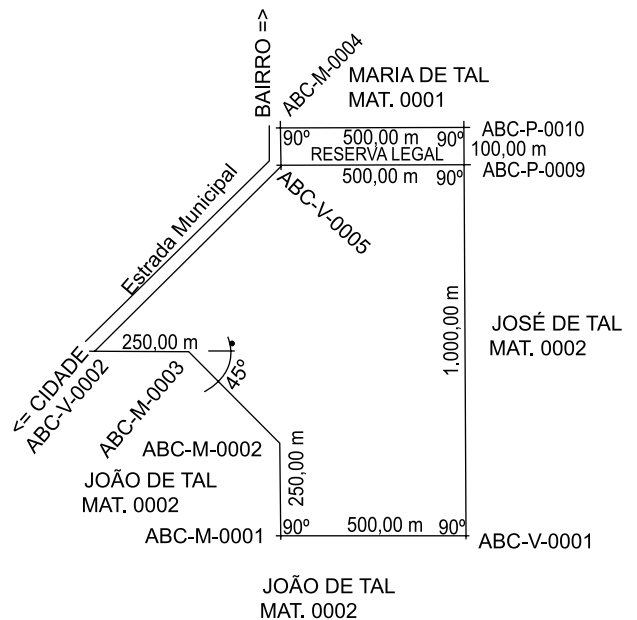 BAIRRO =>
ABC-M-0004
MARIA DE TAL
MAT. 0001
90º
500,00 m
90º
ABC-P-0010
100,00 m
RESERVA LEGAL
500,00 m
90º
ABC-P-0009
ABC-V-0005
Estrada Municipal
<= CIDADE
ABC-V-0002
250,00 m
ABC-M-0003
45º
1.000,00 m
JOSÉ DE TAL
MAT. 0002
ABC-M-0002
250,00 m
JOÃO DE TAL
MAT. 0002
ABC-M-0001
90º
500,00 m
90º
ABC-V-0001
JOÃO DE TAL
MAT. 0002